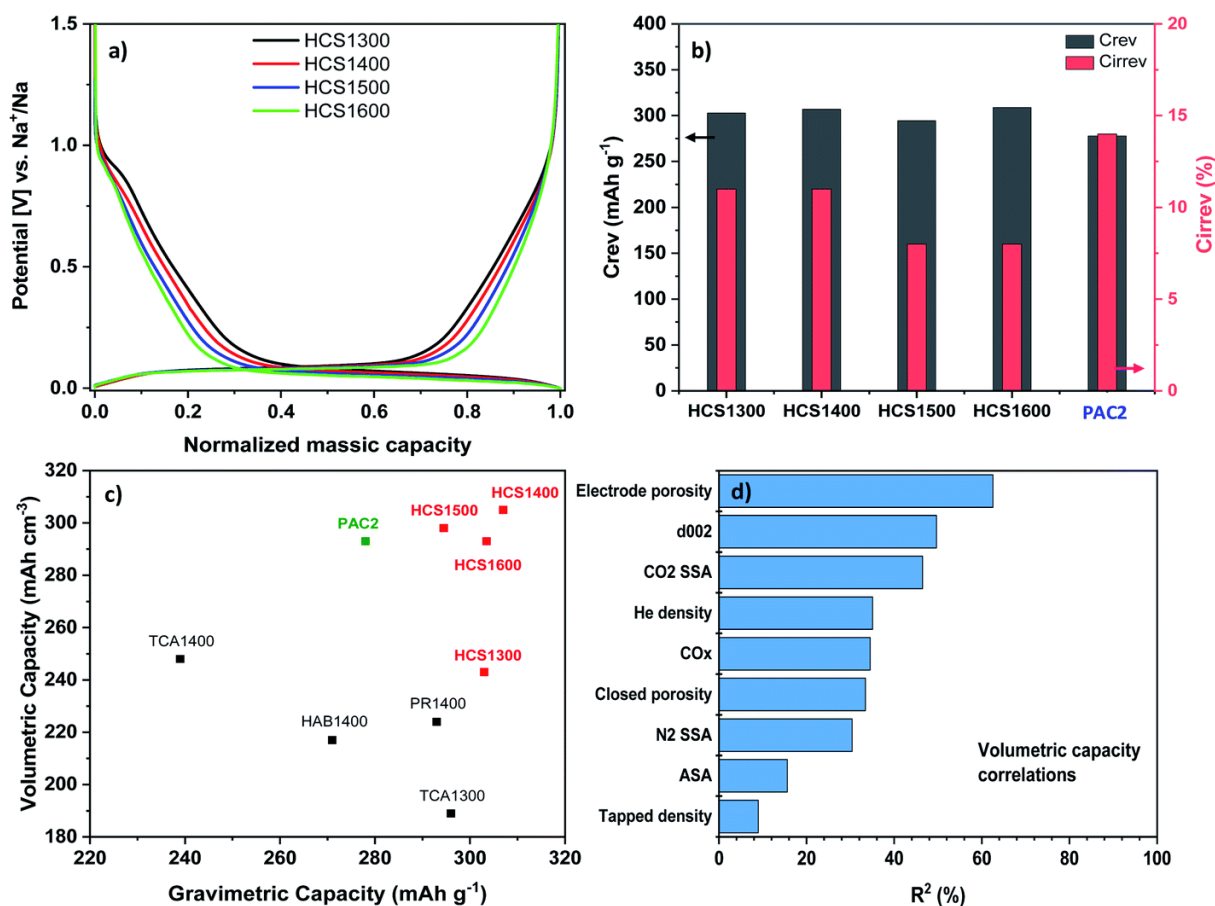 a)
HCS1300
HCS1400
HCS1500
HCS1600
1.5
1.0
0.5
0.0
Potential [V] vs. Na⁺/Na
0.0 0.2 0.4 0.6 0.8 1.0
Normalized massic capacity
b)
Crev
Cirrev
400
350
300
250
200
150
100
50
0
Crev (mAh g⁻¹)
20
15
10
5
0
Cirrev (%)
HCS1300 HCS1400 HCS1500 HCS1600 PAC2
c)
320
300
280
260
240
220
200
180
Volumetric Capacity (mAh cm⁻³)
HCS1400
HCS1500
PAC2
HCS1600
TCA1400
HCS1300
PR1400
HAB1400
TCA1300
220 240 260 280 300 320
Gravimetric Capacity (mAh g⁻¹)
d)
Electrode porosity
d002
CO2 SSA
He density
COx
Closed porosity
N2 SSA
ASA
Tapped density
Volumetric capacity
correlations
0 20 40 60 80 100
R² (%)